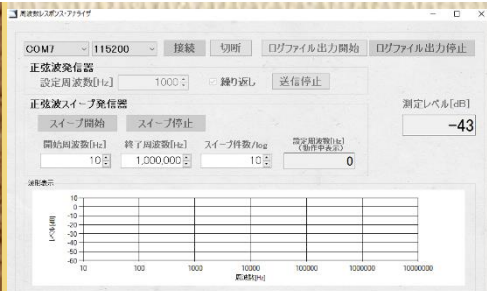 周波数レスポンス・アナライザ
COM7 115200 接続 切断 ログファイル出力開始 ログファイル出力停止
正弦波発信器
設定周波数[Hz] 1000 繰り返し 送信停止
正弦波スイープ発信器
スイープ開始 スイープ停止
測定レベル[dB]
-43
開始周波数[Hz] 終了周波数[Hz] スイープ件数/log 設定周波数[Hz]
(動作中表示)
10 1,000,000 10 0
波形表示
10
0
-10
-20
-30
-40
-50
-60
レベル[dB]
10 100 1000 10000 100000 1000000 10000000
周波数[Hz]